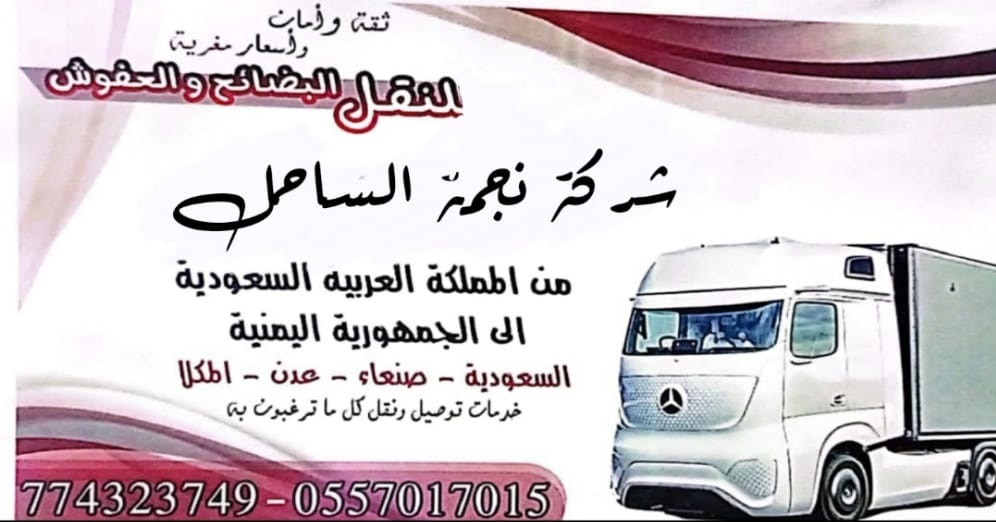 ثقة وأمان
وأسعار مغرية
لنقل البضائع والعفوش
شركة نجمة الساحل
من المملكة العربيه السعودية
الى الجمهورية اليمنية
السعودية - صنعاء - عدن - المكلا
خدمات توصيل ونقل كل ما ترغبون به
774323749 - 0557017015